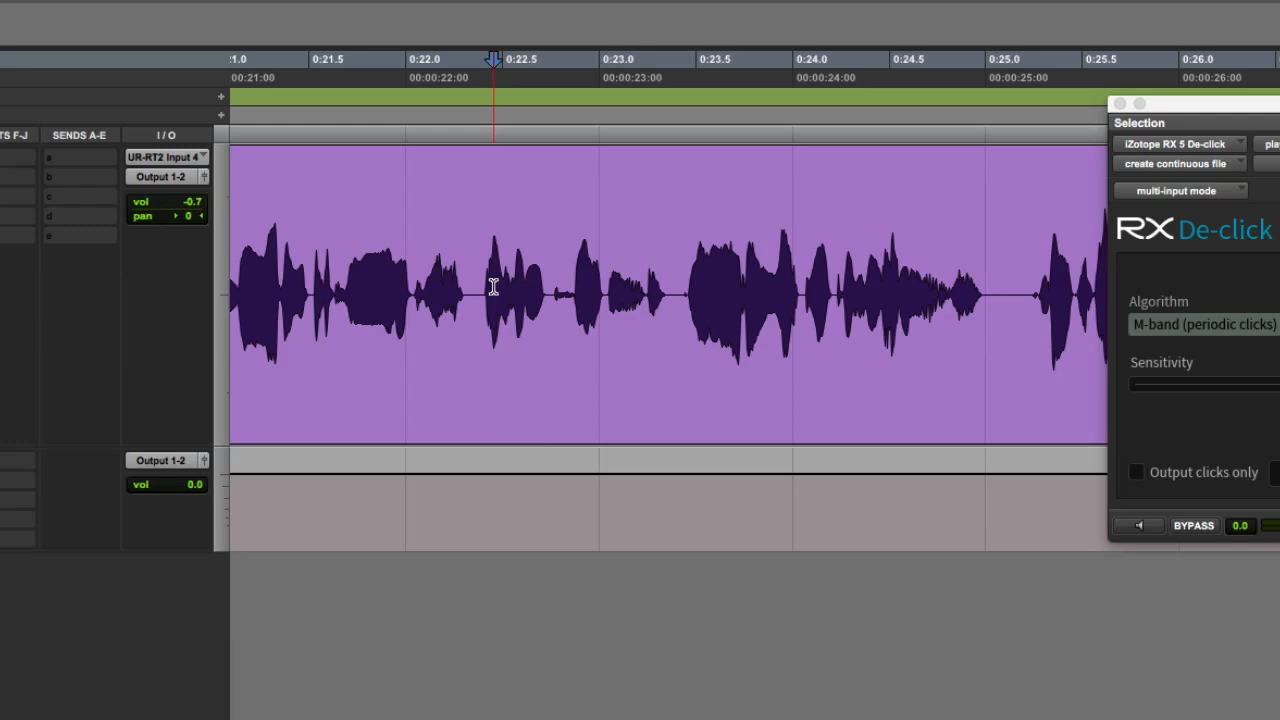 :1.0 0:21.5 0:22.0 0:22.5 0:23.0 0:23.5 0:24.0 0:24.5 0:25.0 0:25.5 0:26.0
00:21:00 00:00:22:00 00:00:23:00 00:00:24:00 00:00:25:00 00:00:26:00
TS F-J SENDS A-E I / O
a UR-RT2 Input 4
b Output 1-2
c vol -0.7
d pan 0
e
Output 1-2
vol 0.0
Selection
iZotope RX 5 De-click
create continuous file
multi-input mode
RX De-click
Algorithm
M-band (periodic clicks)
Sensitivity
Output clicks only
BYPASS 0.0